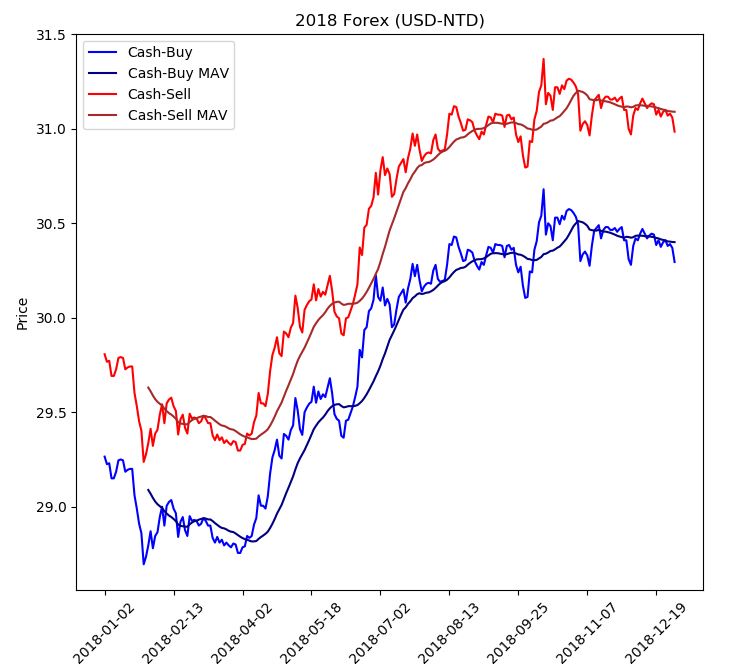 2018 Forex (USD-NTD)
Cash-Buy
Cash-Buy MAV
Cash-Sell
Cash-Sell MAV
31.5
31.0
30.5
30.0
29.5
29.0
Price
2018-01-02
2018-02-13
2018-04-02
2018-05-18
2018-07-02
2018-08-13
2018-09-25
2018-11-07
2018-12-19